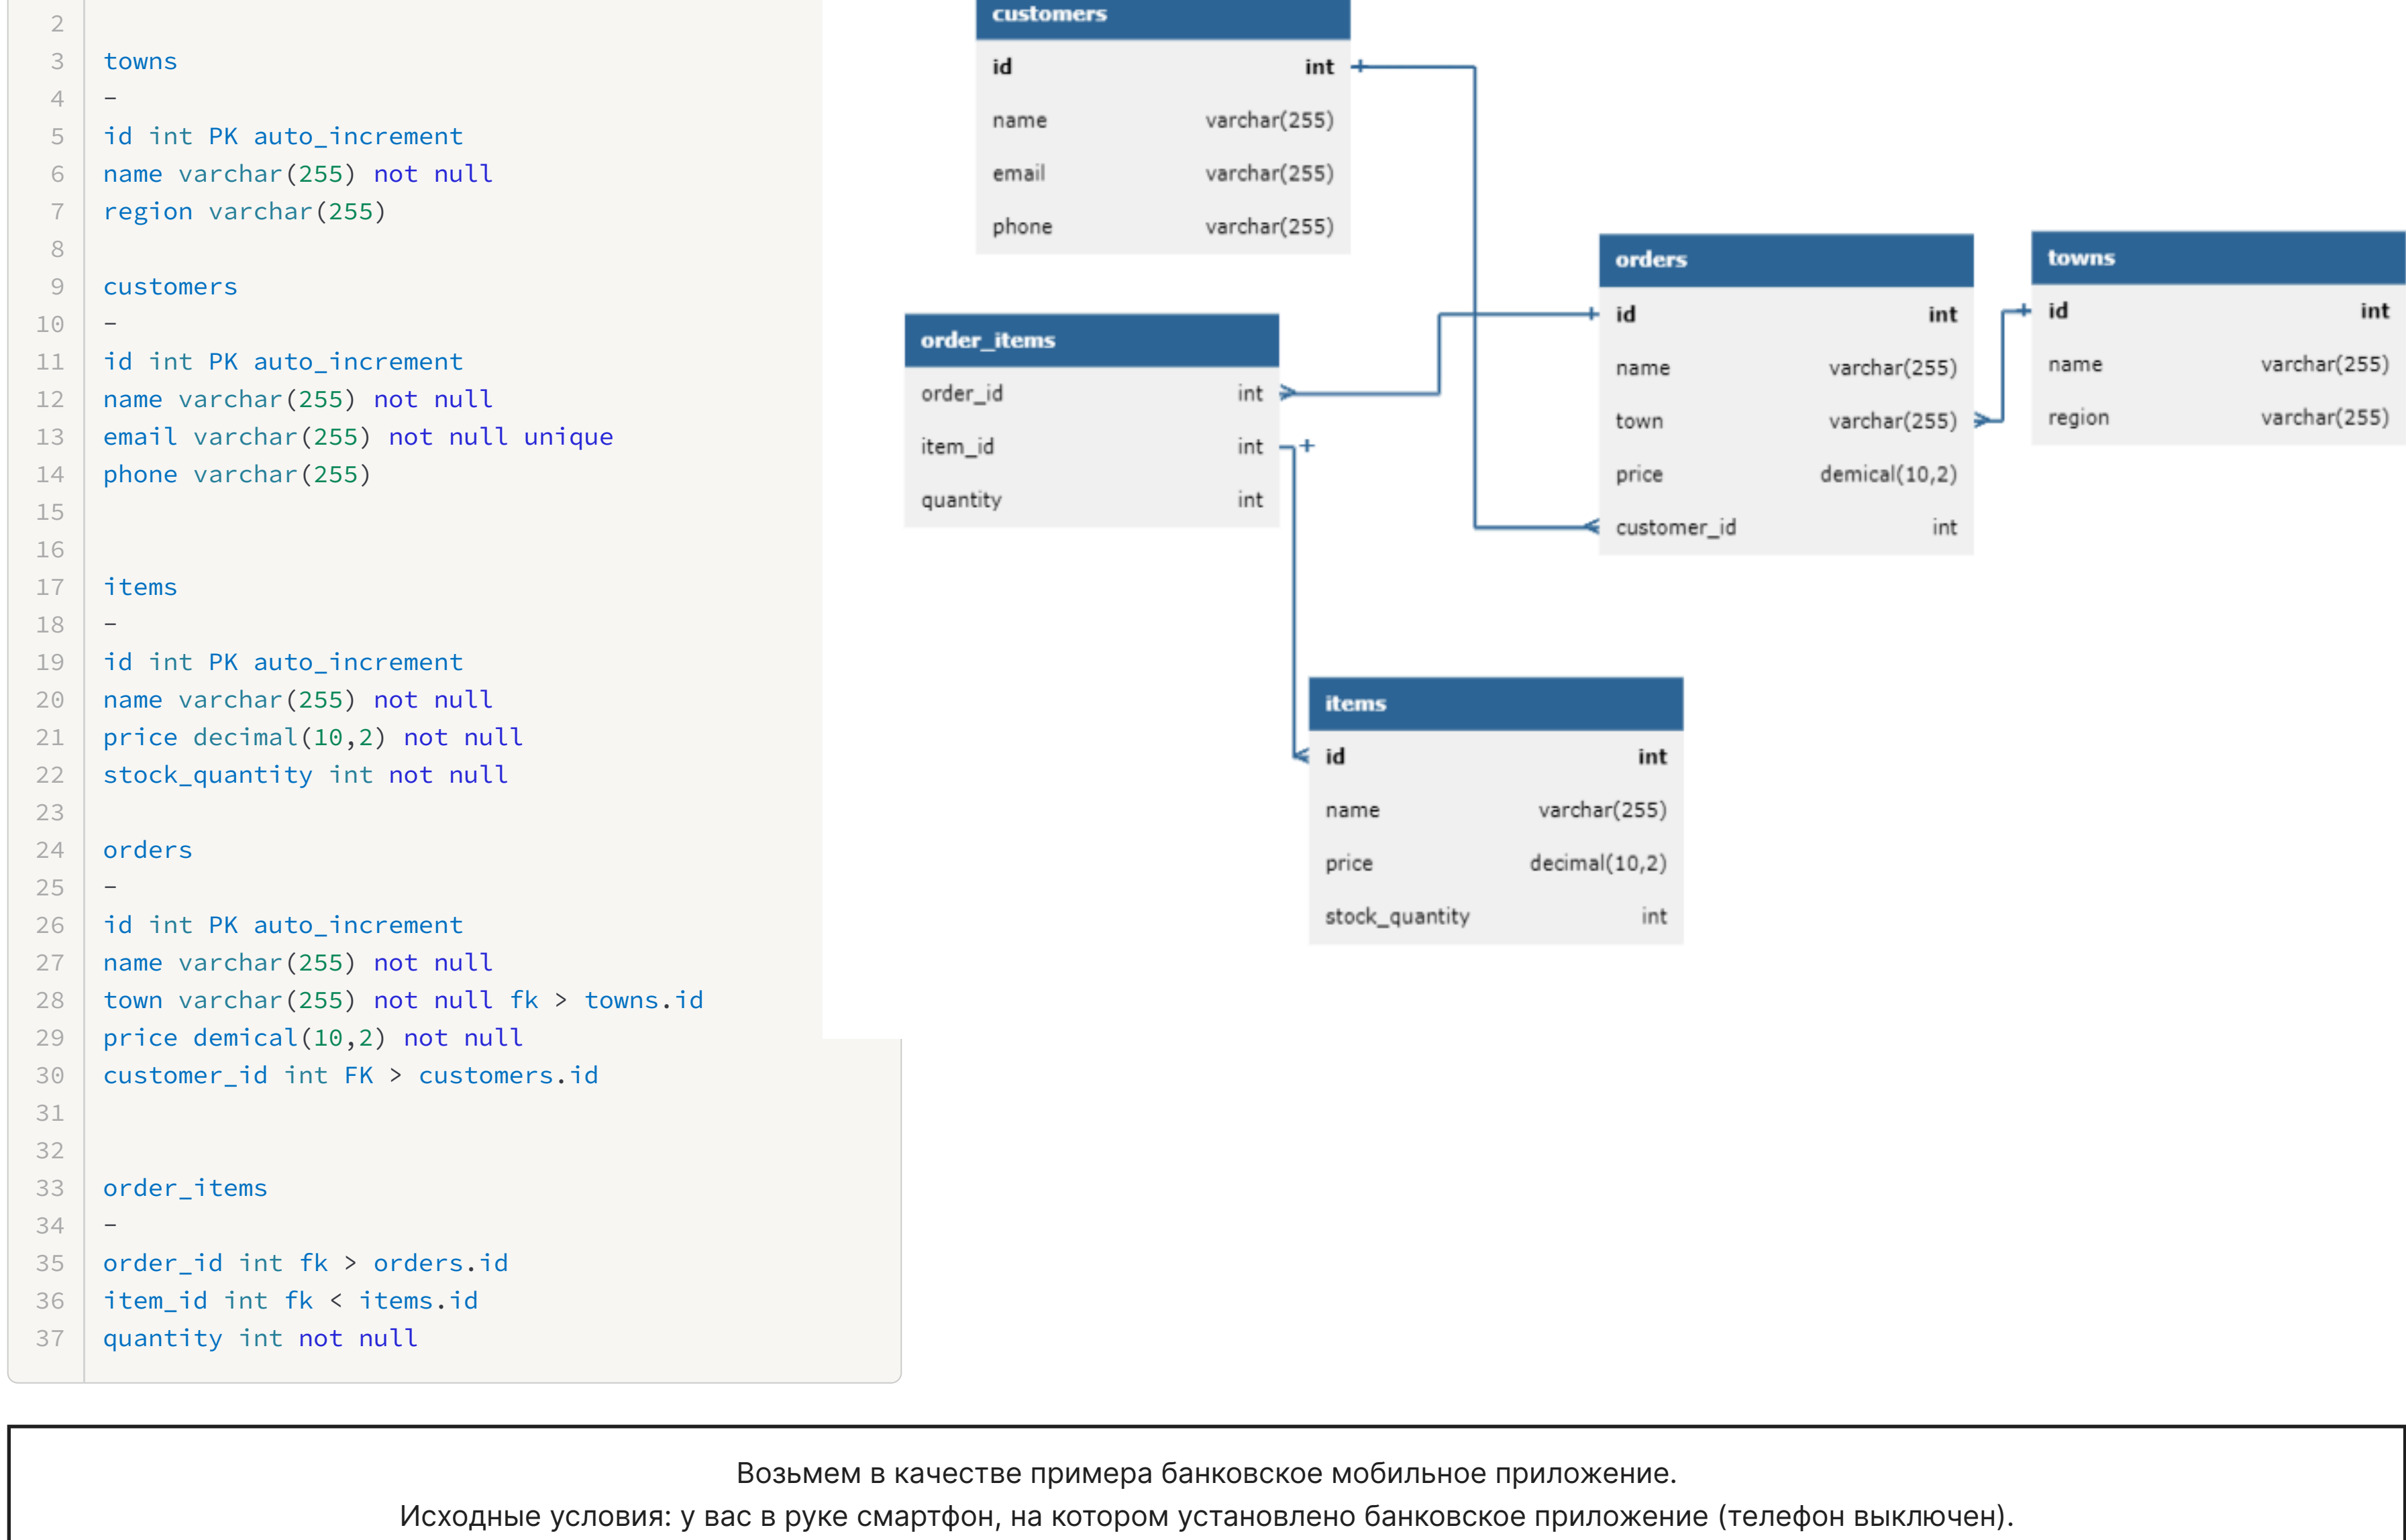 2
3 towns
4 -
5 id int PK auto_increment
6 name varchar(255) not null
7 region varchar(255)
8
9 customers
10 -
11 id int PK auto_increment
12 name varchar(255) not null
13 email varchar(255) not null unique
14 phone varchar(255)
15
16
17 items
18 -
19 id int PK auto_increment
20 name varchar(255) not null
21 price decimal(10,2) not null
22 stock_quantity int not null
23
24 orders
25 -
26 id int PK auto_increment
27 name varchar(255) not null
28 town varchar(255) not null fk > towns.id
29 price demical(10,2) not null
30 customer_id int FK > customers.id
31
32
33 order_items
34 -
35 order_id int fk > orders.id
36 item_id int fk < items.id
37 quantity int not null
customers
id int
name varchar(255)
email varchar(255)
phone varchar(255)
order_items
order_id int
item_id int
quantity int
orders
id int
name varchar(255)
town varchar(255)
price demical(10,2)
customer_id int
towns
id int
name varchar(255)
region varchar(255)
items
id int
name varchar(255)
price decimal(10,2)
stock_quantity int
Возьмем в качестве примера банковское мобильное приложение.
Исходные условия: у вас в руке смартфон, на котором установлено банковское приложение (телефон выключен).